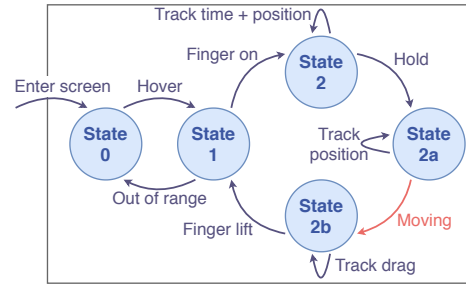 Track time + position
Finger on
State
2
Hold
Enter screen
Hover
State
0
State
1
Track
position
State
2a
Out of range
State
2b
Finger lift
Moving
Track drag